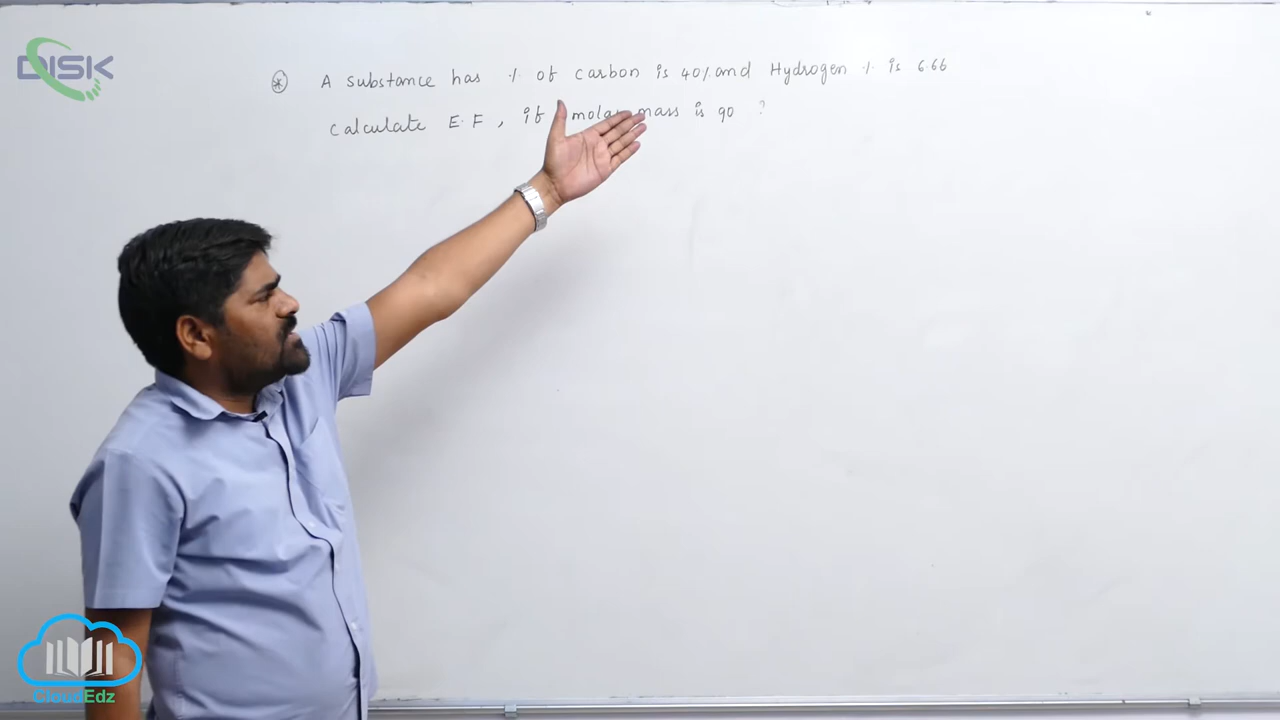 DISK
* A substance has % of carbon is 40% and Hydrogen % is 6.66
Calculate E.F, if molar mass is 90 ?
CloudEdz